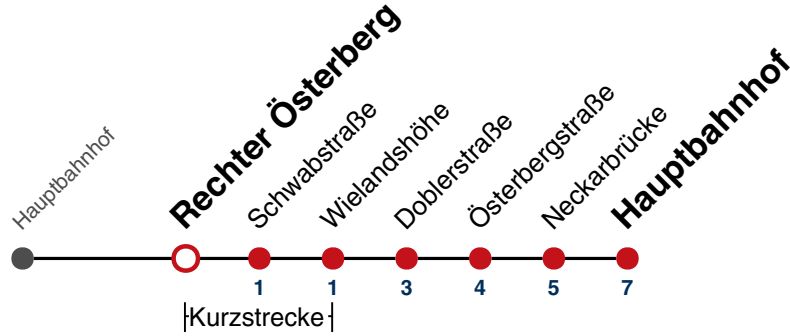 Hauptbahnhof
Rechter Österberg
Schwabstraße
Wielandshöhe
Doblerstraße
Österbergstraße
Neckarbrücke
Hauptbahnhof
1 1 3 4 5 7
Kurzstrecke